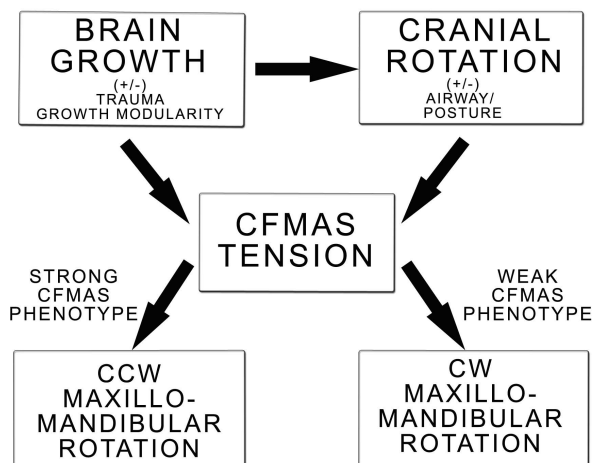 BRAIN
GROWTH
(+/-)
TRAUMA
GROWTH MODULARITY
CRANIAL
ROTATION
(+/-)
AIRWAY/
POSTURE
CFMAS
TENSION
STRONG
CFMAS
PHENOTYPE
WEAK
CFMAS
PHENOTYPE
CCW
MAXILLO-
MANDIBULAR
ROTATION
CW
MAXILLO-
MANDIBULAR
ROTATION